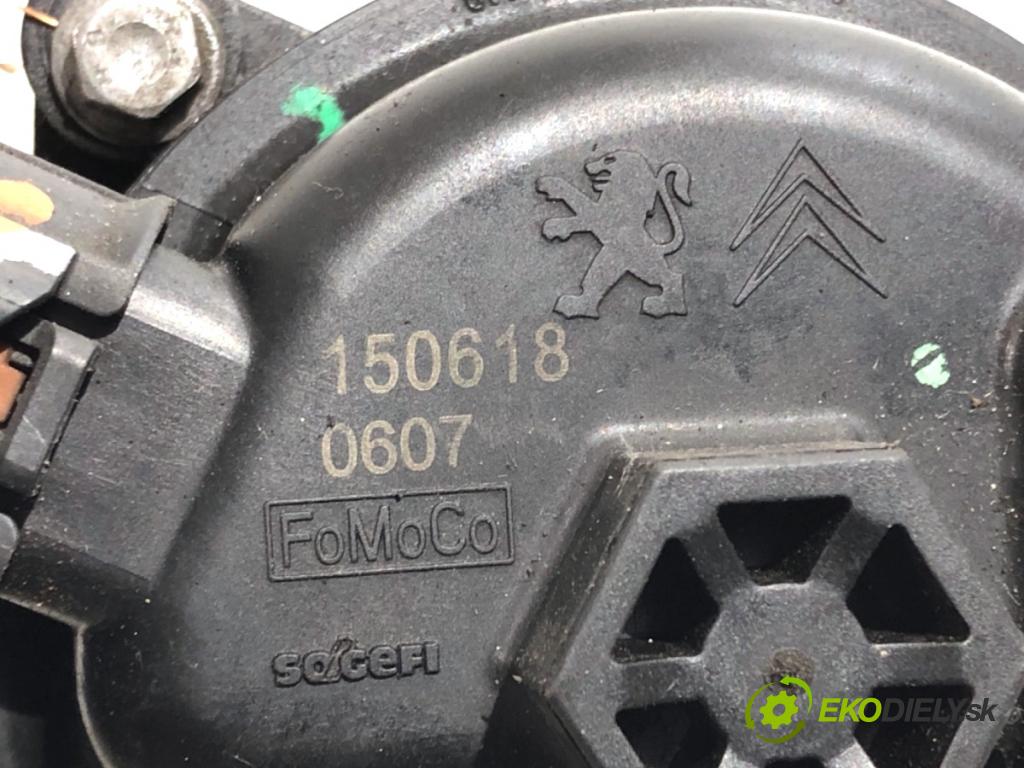 150618
0607
FoMoCo
SOGEFI
EKODIELY.sk